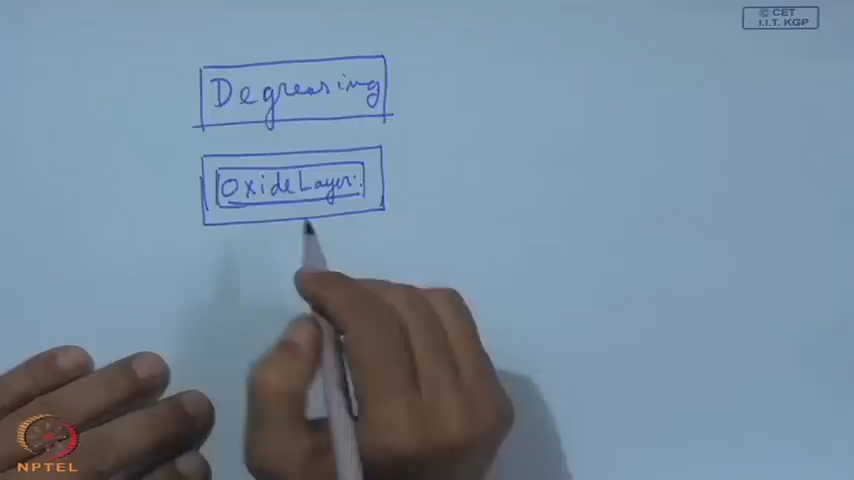 © CET
I.I.T. KGP
Degreasing
Oxide Layer.
NPTEL